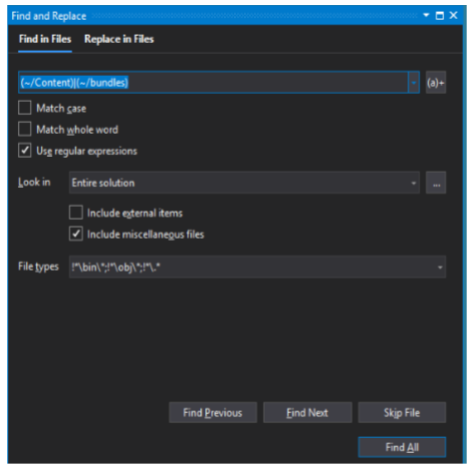 Find and Replace
Find in Files Replace in Files
(~/Content)|(~/bundles)
(a)+
Match case
Match whole word
Use regular expressions
Look in Entire solution ...
Include external items
Include miscellaneous files
File types !*\bin\*;!*\obj\*;!*\.*
Find Previous Find Next Skip File
Find All